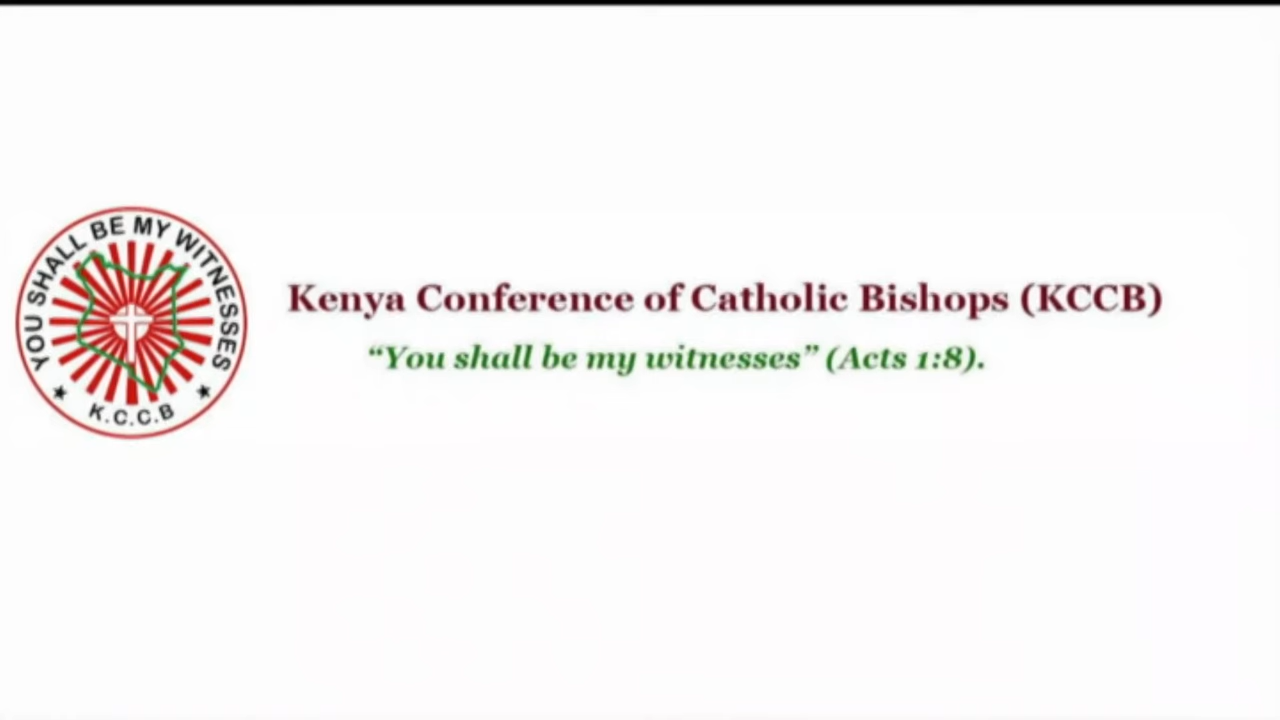 YOU SHALL BE MY WITNESSES
K.C.C.B
Kenya Conference of Catholic Bishops (KCCB)
“You shall be my witnesses” (Acts 1:8).